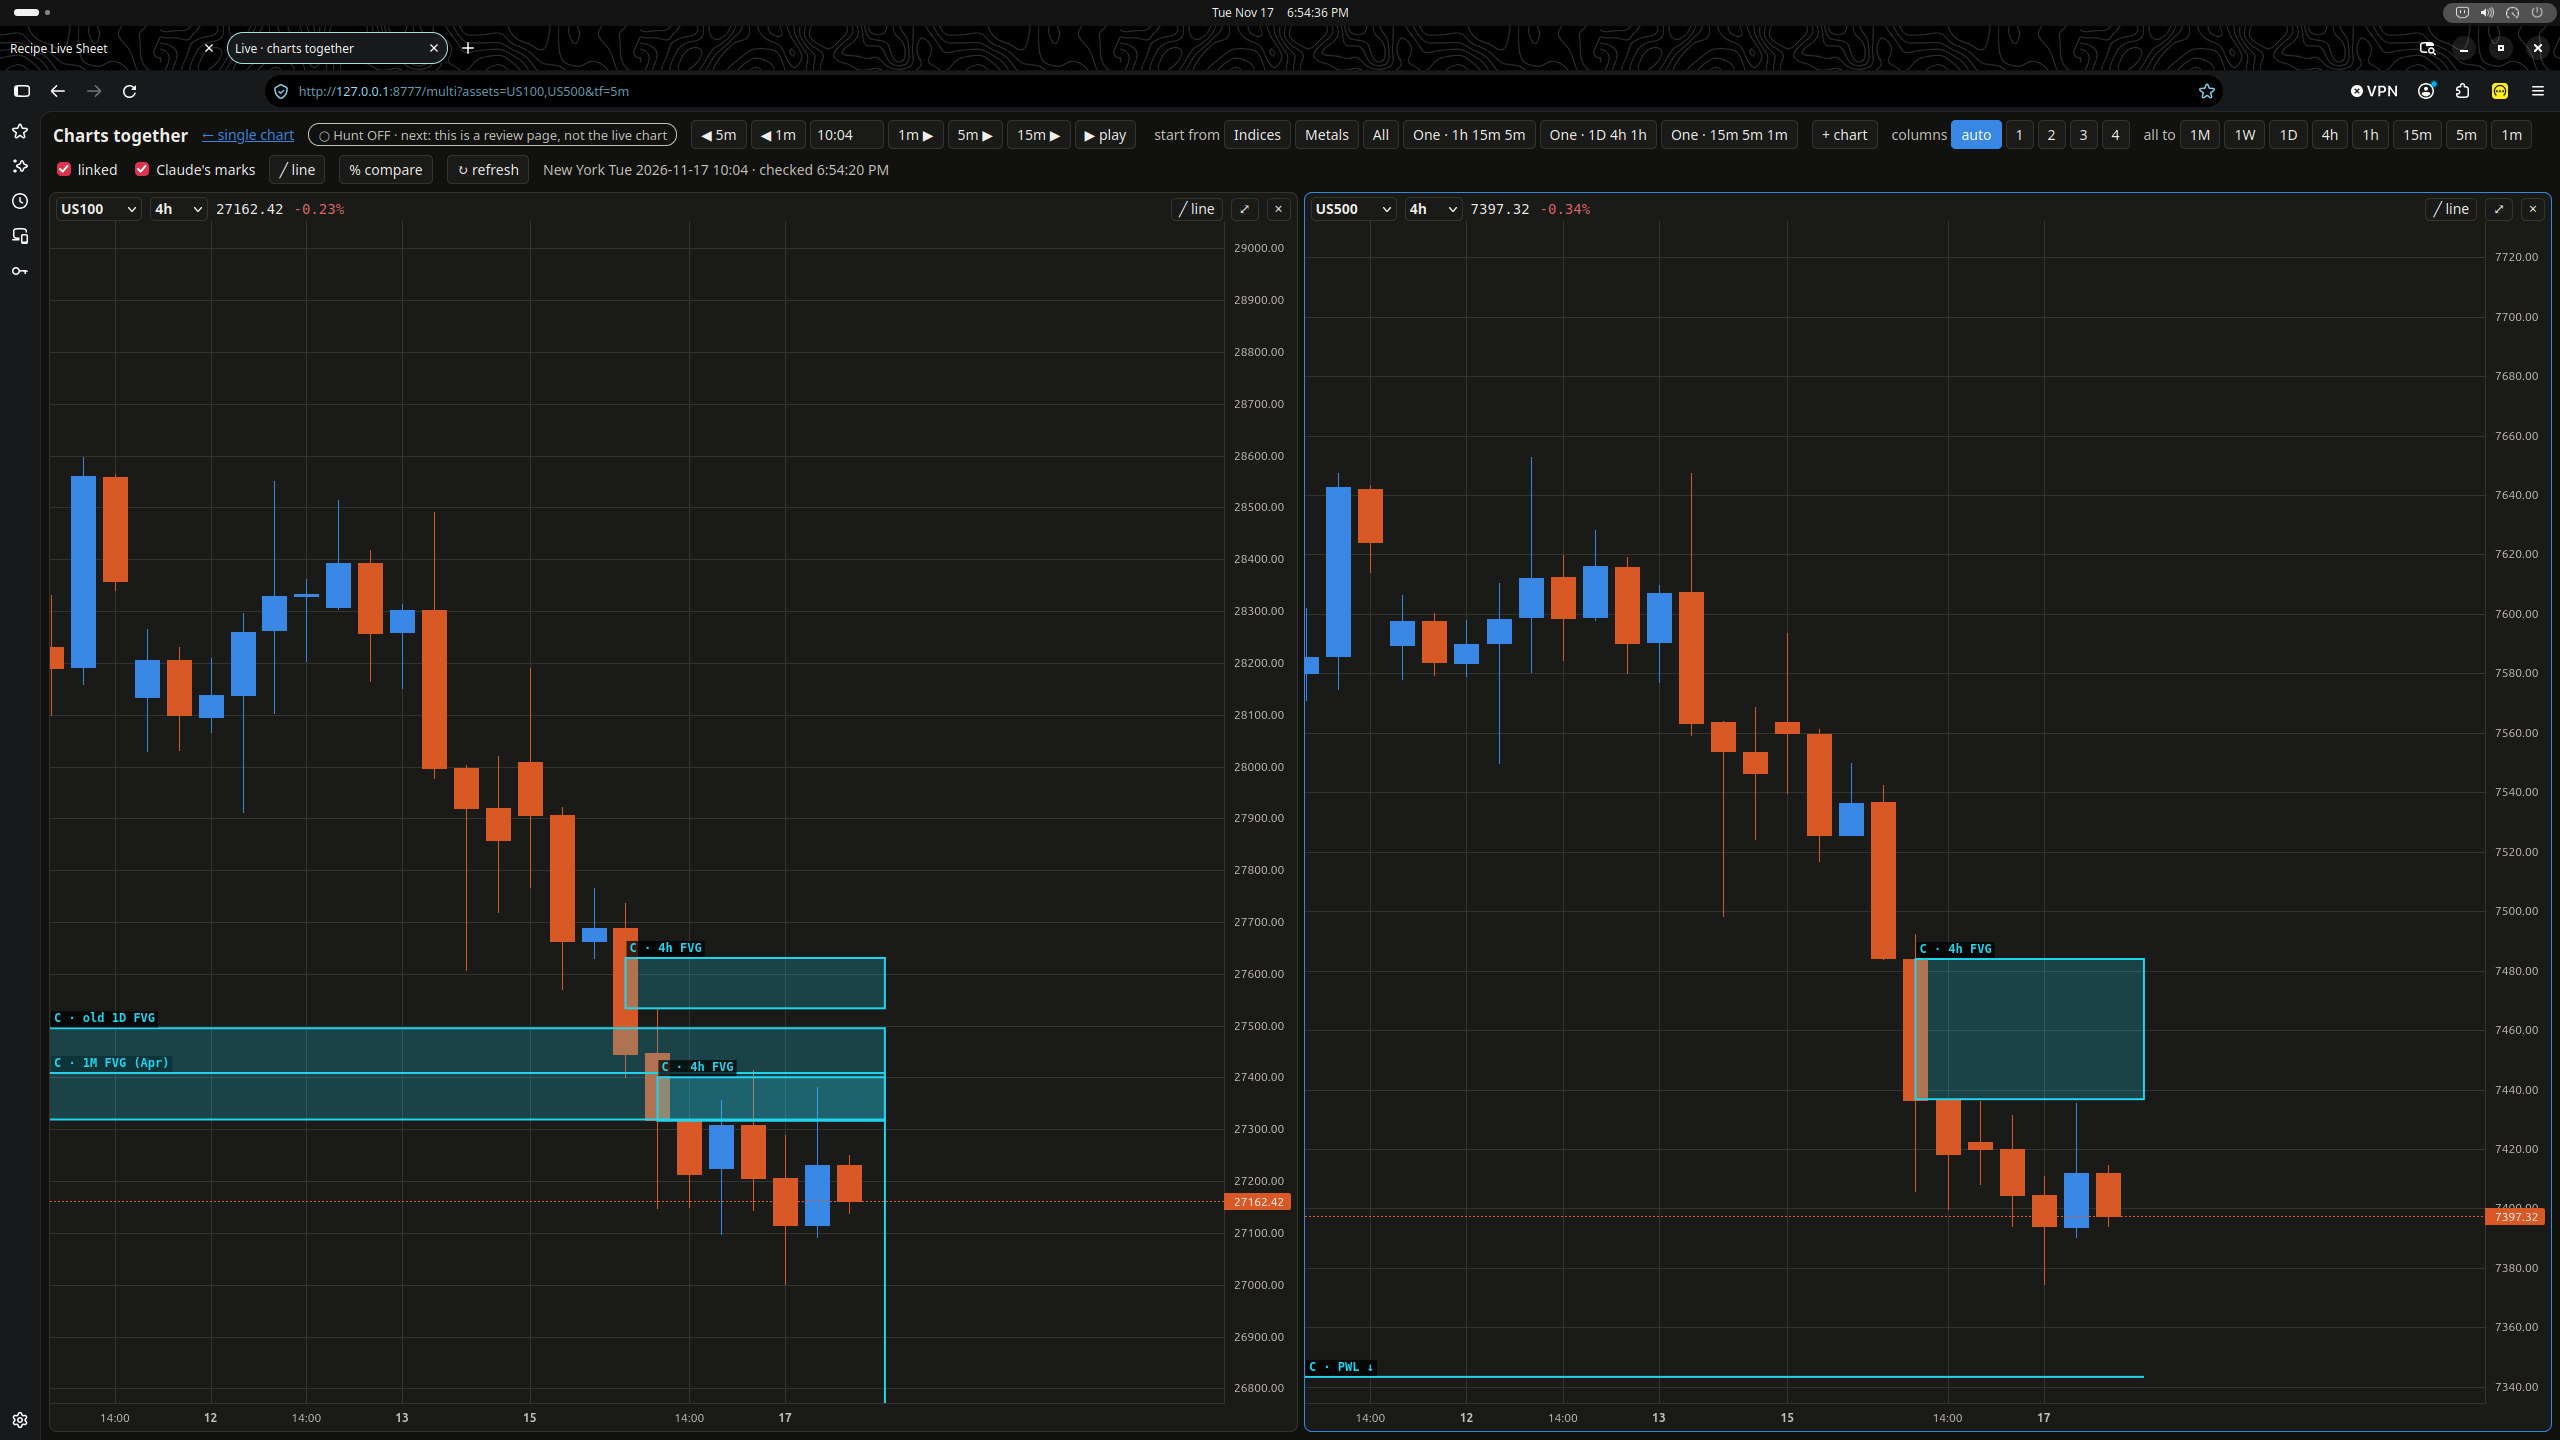 Tue Nov 17 6:54:36 PM
Recipe Live Sheet
Live · charts together
http://127.0.0.1:8777/multi?assets=US100,US500&tf=5m
VPN
Charts together ← single chart ○ Hunt OFF · next: this is a review page, not the live chart ◀ 5m ◀ 1m 10:04 1m ▶ 5m ▶ 15m ▶ ▶ play start from Indices Metals All One · 1h 15m 5m One · 1D 4h 1h One · 15m 5m 1m + chart columns auto 1 2 3 4 all to 1M 1W 1D 4h 1h 15m 5m 1m
linked Claude's marks ╱ line % compare ↻ refresh New York Tue 2026-11-17 10:04 · checked 6:54:20 PM
US100 4h 27162.42 -0.23% ╱ line
29000.00
28900.00
28800.00
28700.00
28600.00
28500.00
28400.00
28300.00
28200.00
28100.00
28000.00
27900.00
27800.00
27700.00
27600.00
27500.00
27400.00
27300.00
27200.00
27162.42
27100.00
27000.00
26900.00
26800.00
C · 4h FVG
C · old 1D FVG
C · 1M FVG (Apr)
C · 4h FVG
14:00 12 14:00 13 15 14:00 17
US500 4h 7397.32 -0.34% ╱ line
7720.00
7700.00
7680.00
7660.00
7640.00
7620.00
7600.00
7580.00
7560.00
7540.00
7520.00
7500.00
7480.00
7460.00
7440.00
7420.00
7400.00
7397.32
7380.00
7360.00
7340.00
C · 4h FVG
C · PWL ↓
14:00 12 14:00 13 15 14:00 17